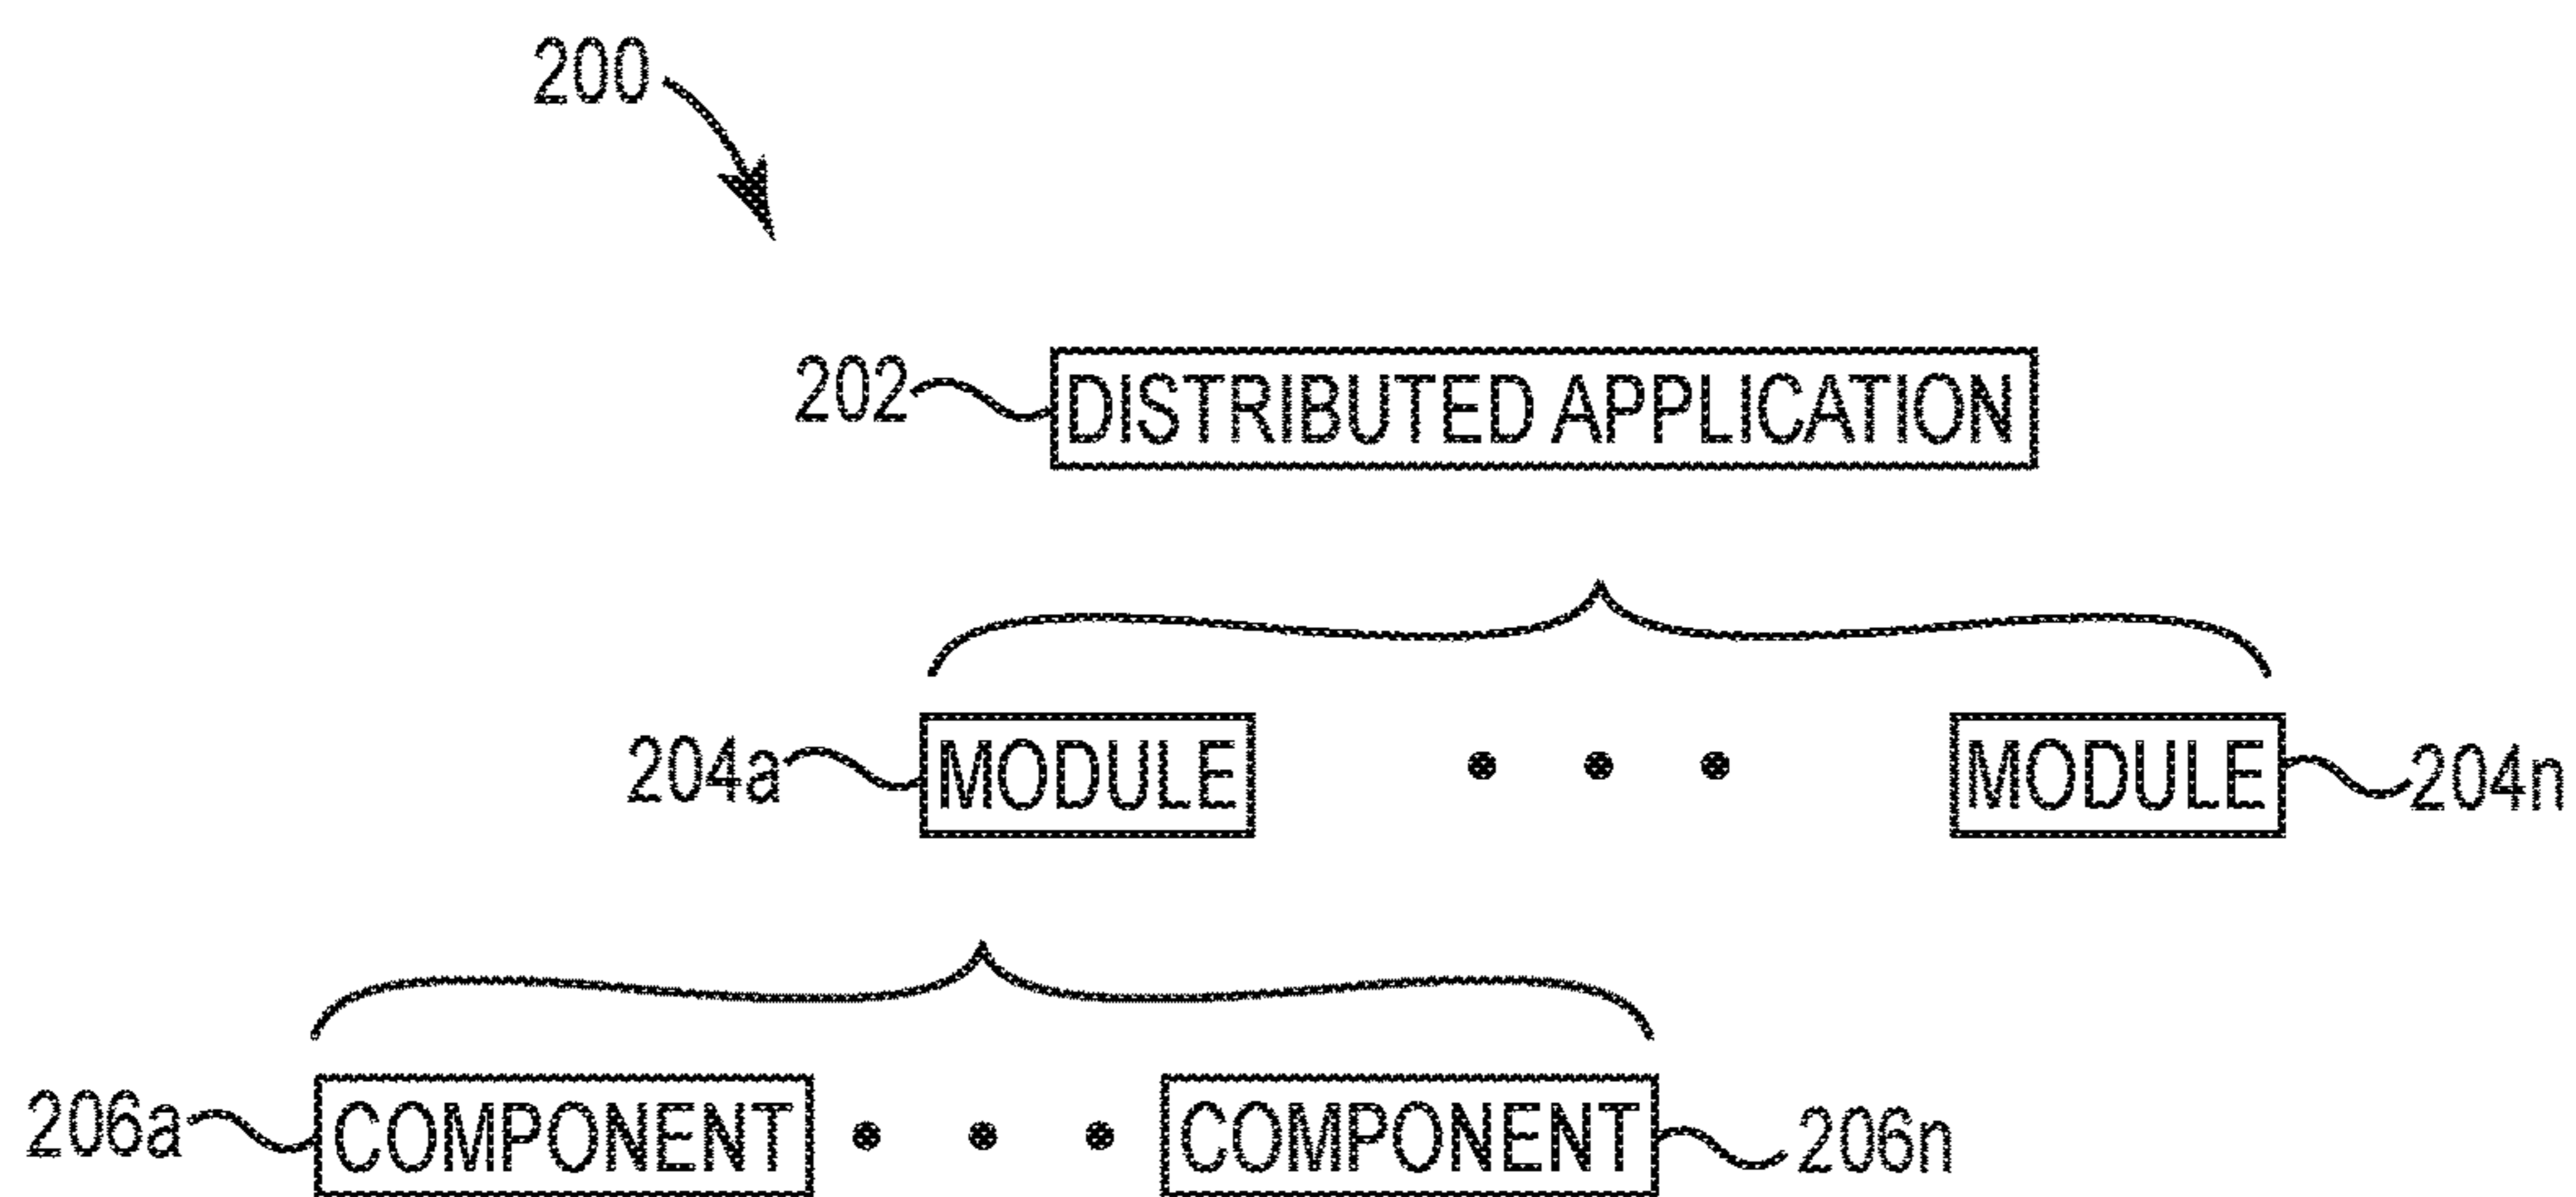 200
202 DISTRIBUTED APPLICATION
204a MODULE MODULE 204n
206a COMPONENT COMPONENT 206n